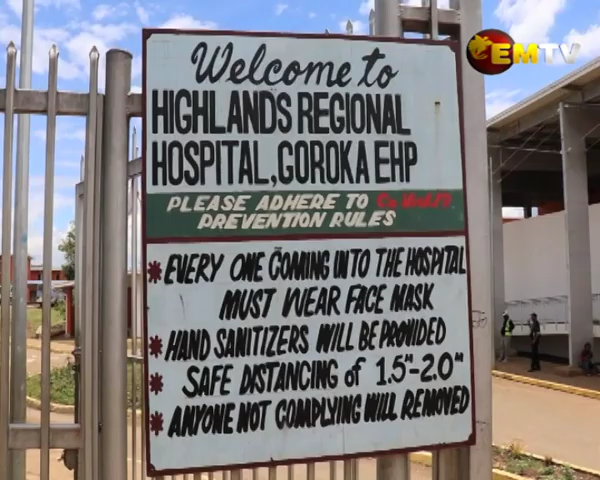 EMTV
Welcome to
HIGHLANDS REGIONAL
HOSPITAL, GOROKA EHP
PLEASE ADHERE TO Covid19
PREVENTION RULES
* EVERY ONE COMING INTO THE HOSPITAL
MUST WEAR FACE MASK
* HAND SANITIZERS WILL BE PROVIDED
* SAFE DISTANCING of 1.5"-2.0"
* ANYONE NOT COMPLYING WILL REMOVED